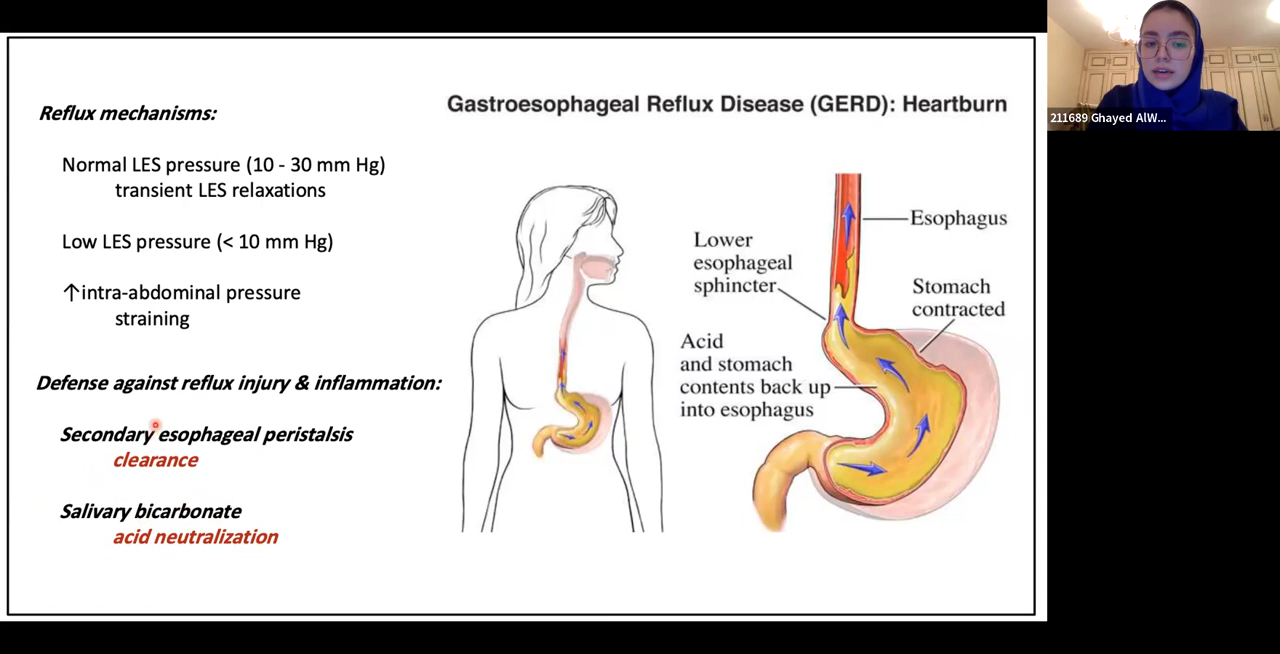 Reflux mechanisms:
Normal LES pressure (10 - 30 mm Hg)
transient LES relaxations
Low LES pressure (< 10 mm Hg)
↑intra-abdominal pressure
straining
Defense against reflux injury & inflammation:
Secondary esophageal peristalsis
clearance
Salivary bicarbonate
acid neutralization
Gastroesophageal Reflux Disease (GERD): Heartburn
Esophagus
Lower
esophageal
sphincter
Stomach
contracted
Acid
and stomach
contents back up
into esophagus
211689 Ghayed AlW...